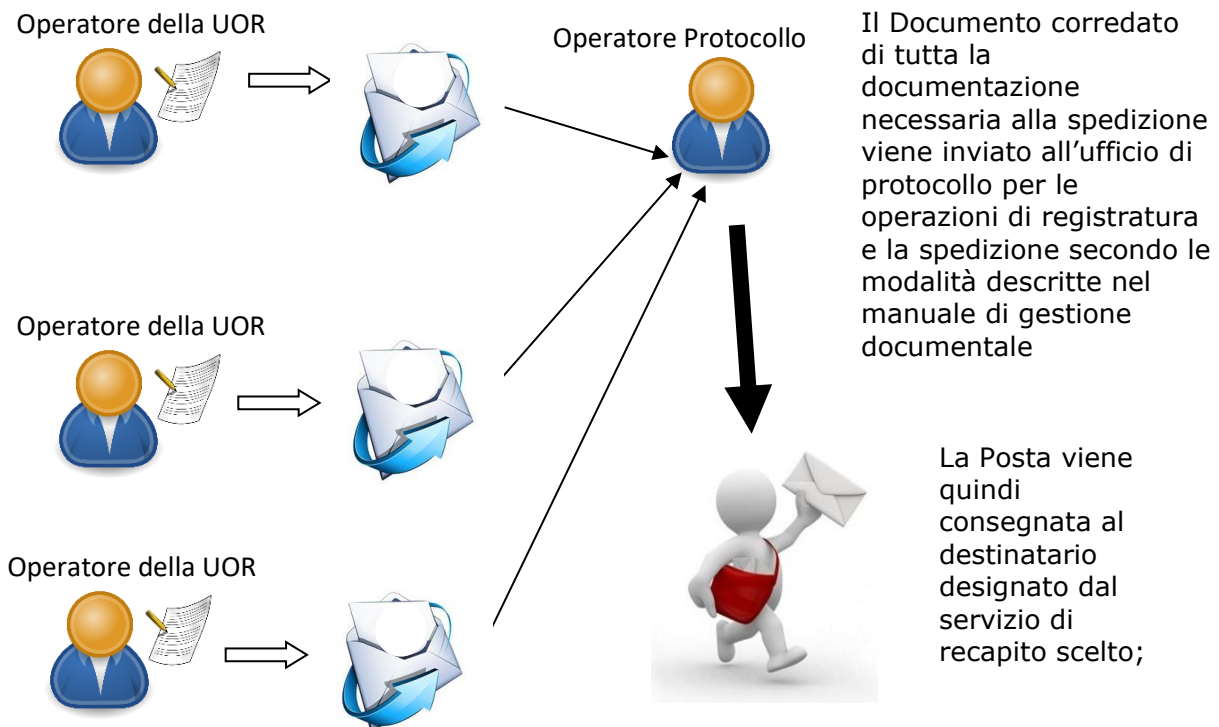 Operatore della UOR
Operatore Protocollo
Il Documento corredato
di tutta la
documentazione
necessaria alla spedizione
viene inviato all’ufficio di
protocollo per le
operazioni di registratura
e la spedizione secondo le
modalità descritte nel
manuale di gestione
documentale
Operatore della UOR
La Posta viene
quindi
consegnata al
destinatario
designato dal
servizio di
recapito scelto;
Operatore della UOR